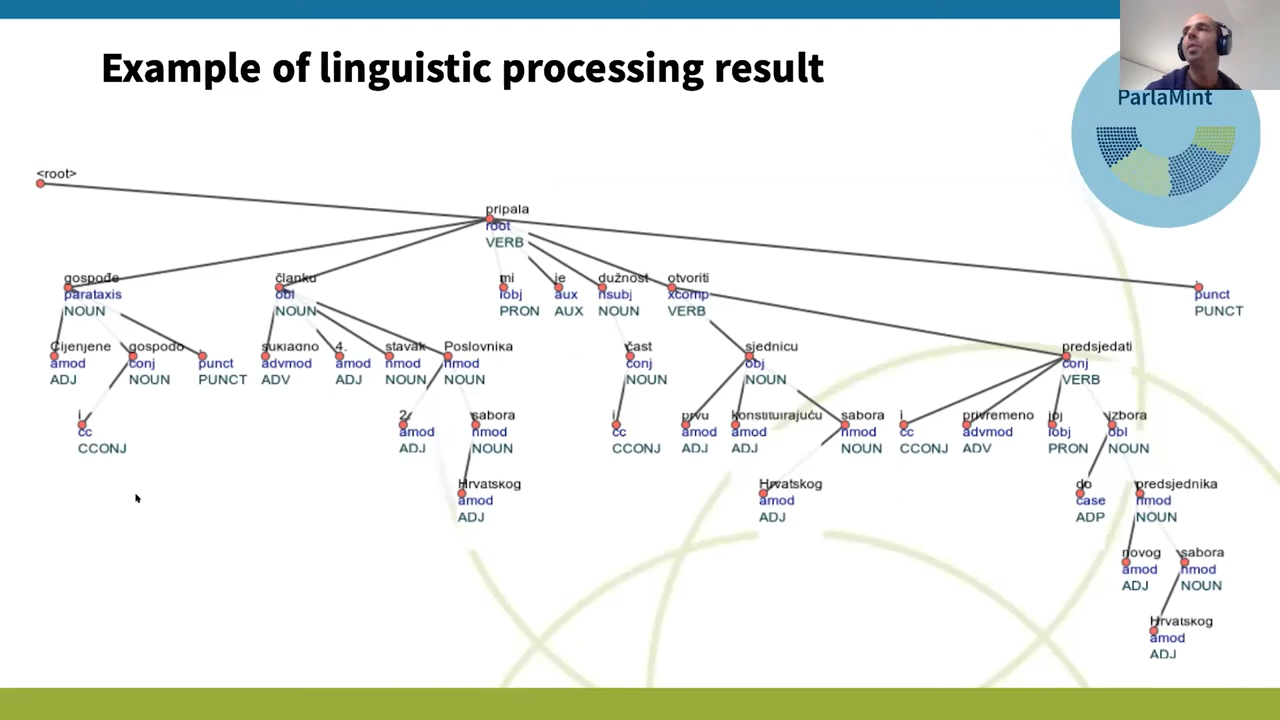 Example of linguistic processing result
ParlaMint
<root>
pripala
root
VERB
gospođe
parataxis
NOUN
članku
obl
NOUN
mi
iobj
PRON
je
aux
AUX
dužnost
nsubj
NOUN
otvoriti
xcomp
VERB
punct
PUNCT
Cijenjene
amod
ADJ
gospodo
conj
NOUN
,
punct
PUNCT
sukladno
advmod
ADV
4.
amod
ADJ
stavak
nmod
NOUN
Poslovnika
nmod
NOUN
čast
conj
NOUN
sjednicu
obj
NOUN
predsjedati
conj
VERB
i
cc
CCONJ
2.
amod
ADJ
sabora
nmod
NOUN
i
cc
CCONJ
prvu
amod
ADJ
konstituirajuću
amod
ADJ
sabora
nmod
NOUN
i
cc
CCONJ
privremeno
advmod
ADV
joj
iobj
PRON
izbora
obl
NOUN
Hrvatskog
amod
ADJ
Hrvatskog
amod
ADJ
do
case
ADP
predsjednika
nmod
NOUN
novog
amod
ADJ
sabora
nmod
NOUN
Hrvatskog
amod
ADJ